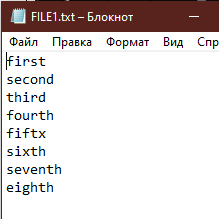 FILE1.txt – Блокнот
Файл Правка Формат Вид Спр
first
second
third
fourth
fiftx
sixth
seventh
eighth